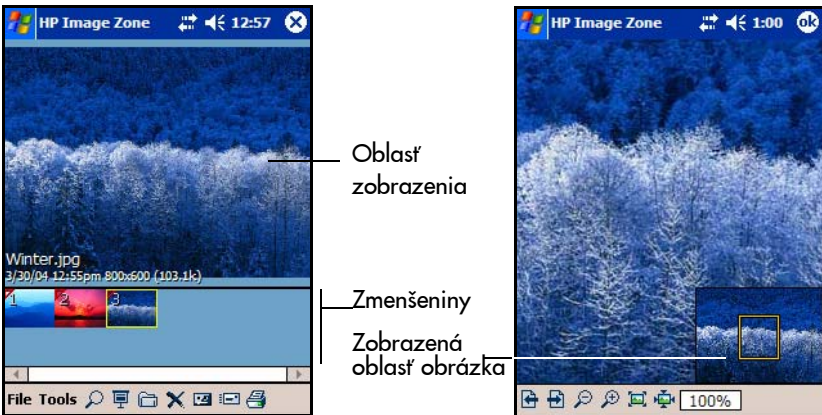 HP Image Zone 12:57
Winter.jpg
3/30/04 12:55pm 800x600 (103.1k)
1 2 3
File Tools
Oblasť
zobrazenia
Zmenšeniny
Zobrazená
oblasť obrázka
HP Image Zone 1:00 ok
100%